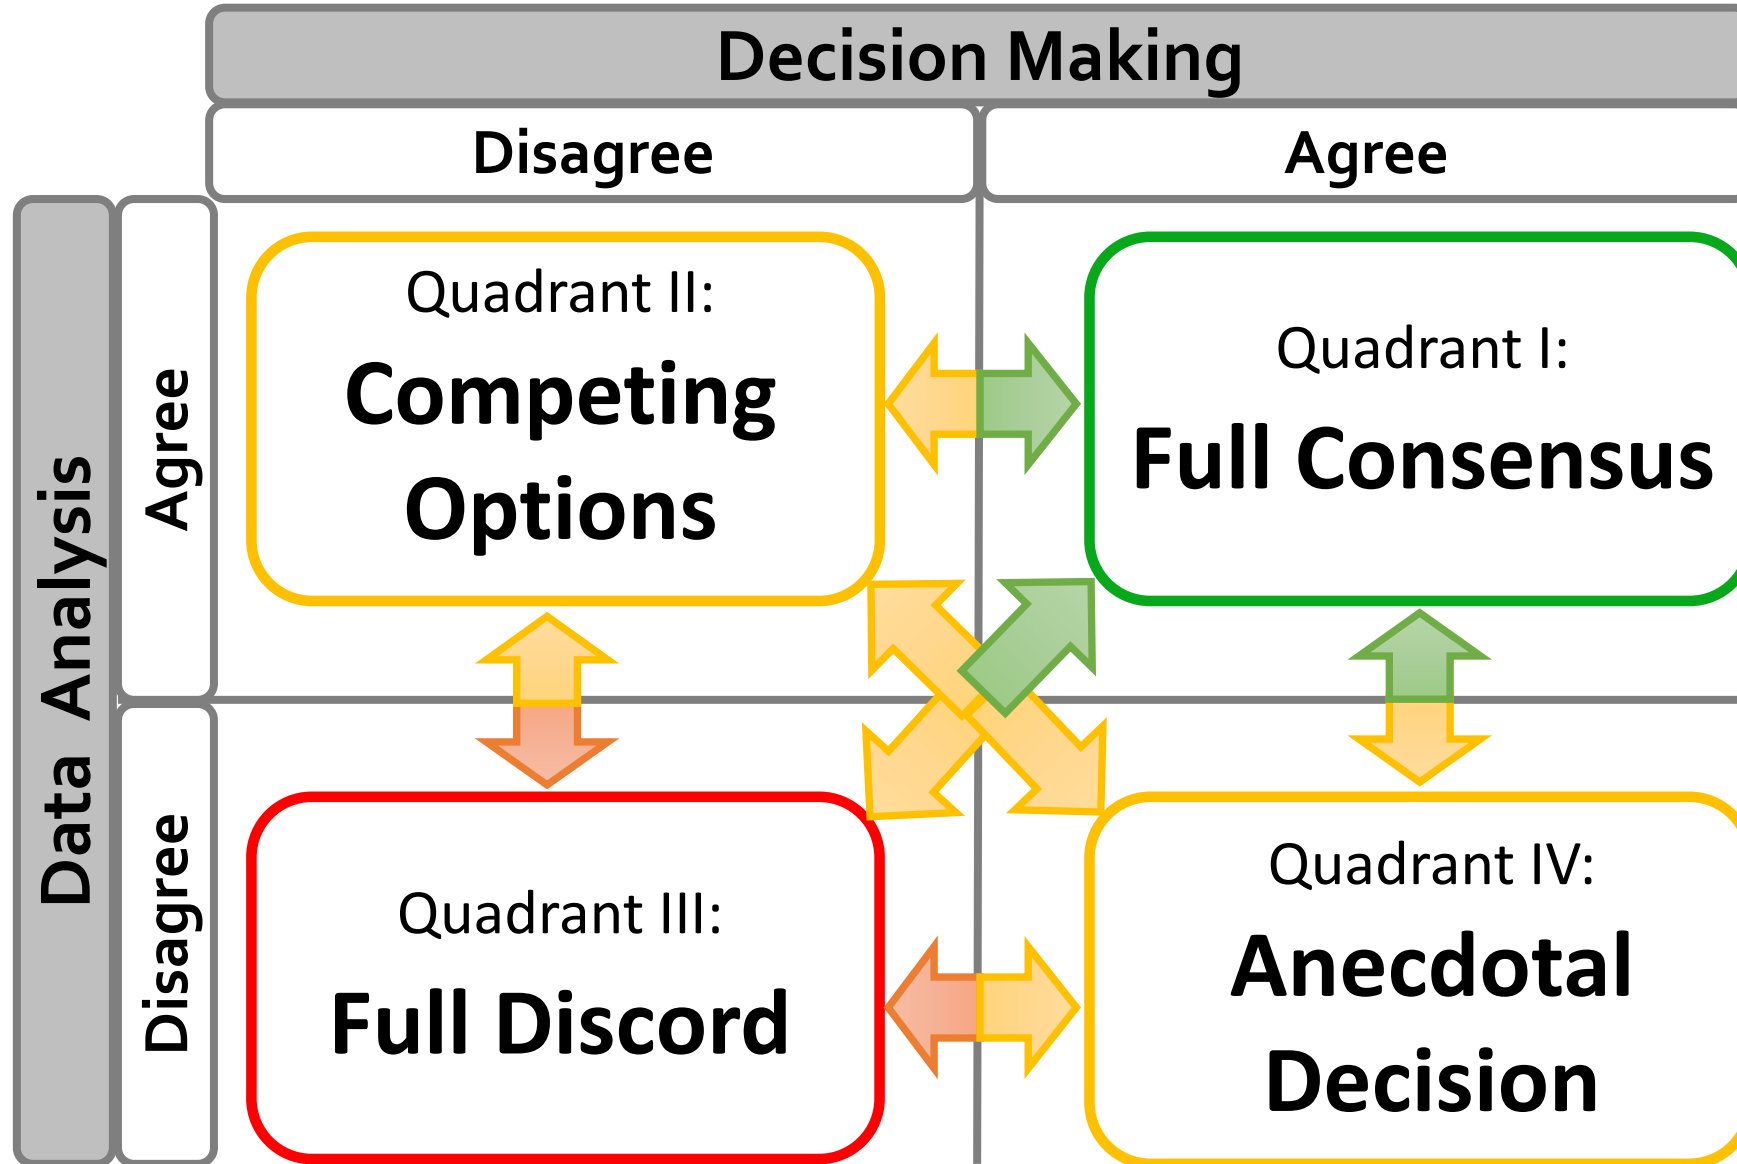 Decision Making
Disagree
Agree
Data Analysis
Agree
Quadrant II:
Competing
Options
Quadrant I:
Full Consensus
Disagree
Quadrant III:
Full Discord
Quadrant IV:
Anecdotal
Decision